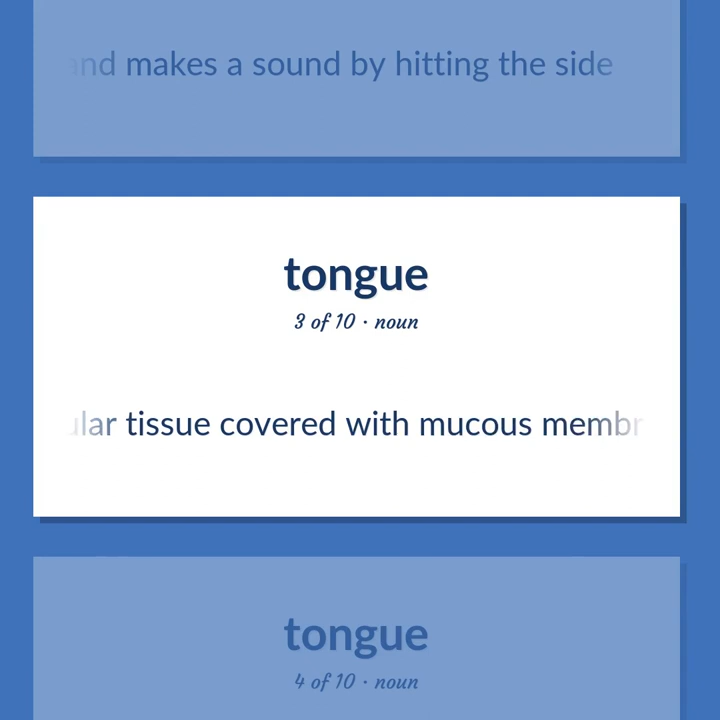 makes a sound by hitting the side
tongue
3 of 10 · noun
tissue covered with mucous
tongue
4 of 10 · noun